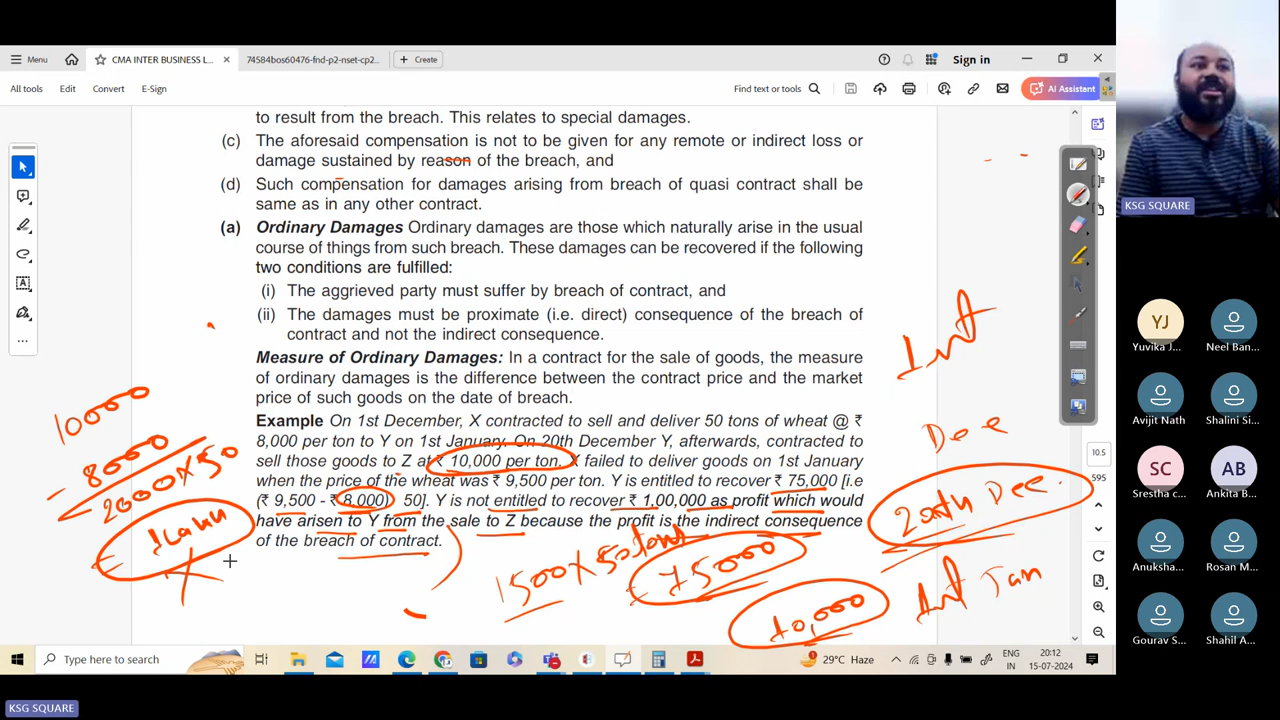 Menu
CMA INTER BUSINESS L...
74584bos60476-fnd-p2-nset-cp2...
Create
Sign in
All tools
Edit
Convert
E-Sign
Find text or tools
AI Assistant
to result from the breach. This relates to special damages.
(c) The aforesaid compensation is not to be given for any remote or indirect loss or
damage sustained by reason of the breach, and
(d) Such compensation for damages arising from breach of quasi contract shall be
same as in any other contract.
(a) Ordinary Damages Ordinary damages are those which naturally arise in the usual
course of things from such breach. These damages can be recovered if the following
two conditions are fulfilled:
(i) The aggrieved party must suffer by breach of contract, and
(ii) The damages must be proximate (i.e. direct) consequence of the breach of
contract and not the indirect consequence.
Measure of Ordinary Damages: In a contract for the sale of goods, the measure
of ordinary damages is the difference between the contract price and the market
price of such goods on the date of breach.
Example On 1st December, X contracted to sell and deliver 50 tons of wheat @ ₹
8,000 per ton to Y on 1st January. On 20th December Y, afterwards, contracted to
sell those goods to Z at ₹ 10,000 per ton. X failed to deliver goods on 1st January
when the price of the wheat was ₹ 9,500 per ton. Y is entitled to recover ₹ 75,000 [i.e
(₹ 9,500 - ₹ 8,000) 50]. Y is not entitled to recover ₹ 1,00,000 as profit which would
have arisen to Y from the sale to Z because the profit is the indirect consequence
of the breach of contract.
10000
- 8000
2000 X 50
1500 X 50 tons
75000
10,000
Dec
20th Dec.
Jan
10.5
595
KSG SQUARE
YJ
Yuvika J...
Neel Ban...
Avijit Nath
Shalini Si...
SC
Srestha c...
AB
Ankita B...
Anuksha...
Rosan M...
Gourav S...
Shahil A...
Type here to search
29°C Haze
ENG
IN
20:12
15-07-2024
KSG SQUARE